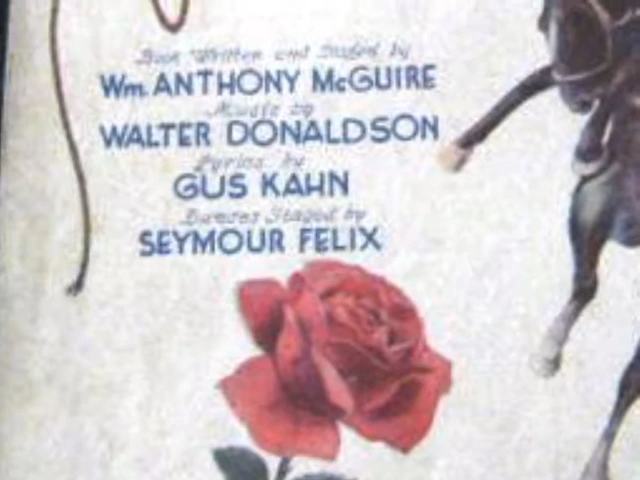 Book Written and Staged by
Wm. ANTHONY McGUIRE
Music by
WALTER DONALDSON
Lyrics by
GUS KAHN
Dances Staged by
SEYMOUR FELIX